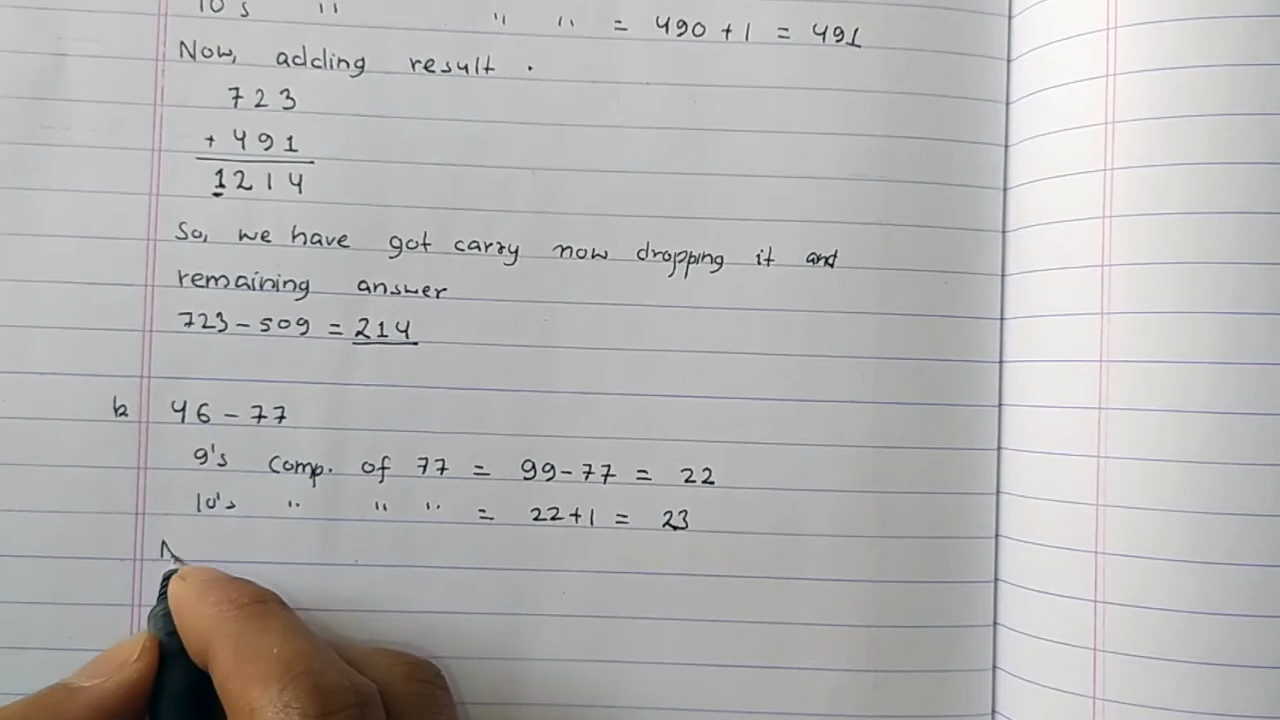 10's " " " = 490 + 1 = 491
Now, adding result .
723
+ 491
1214
So, we have got carry now dropping it and
remaining answer
723 - 509 = 214
b 46 - 77
9's comp. of 77 = 99 - 77 = 22
10's " " " = 22 + 1 = 23
N